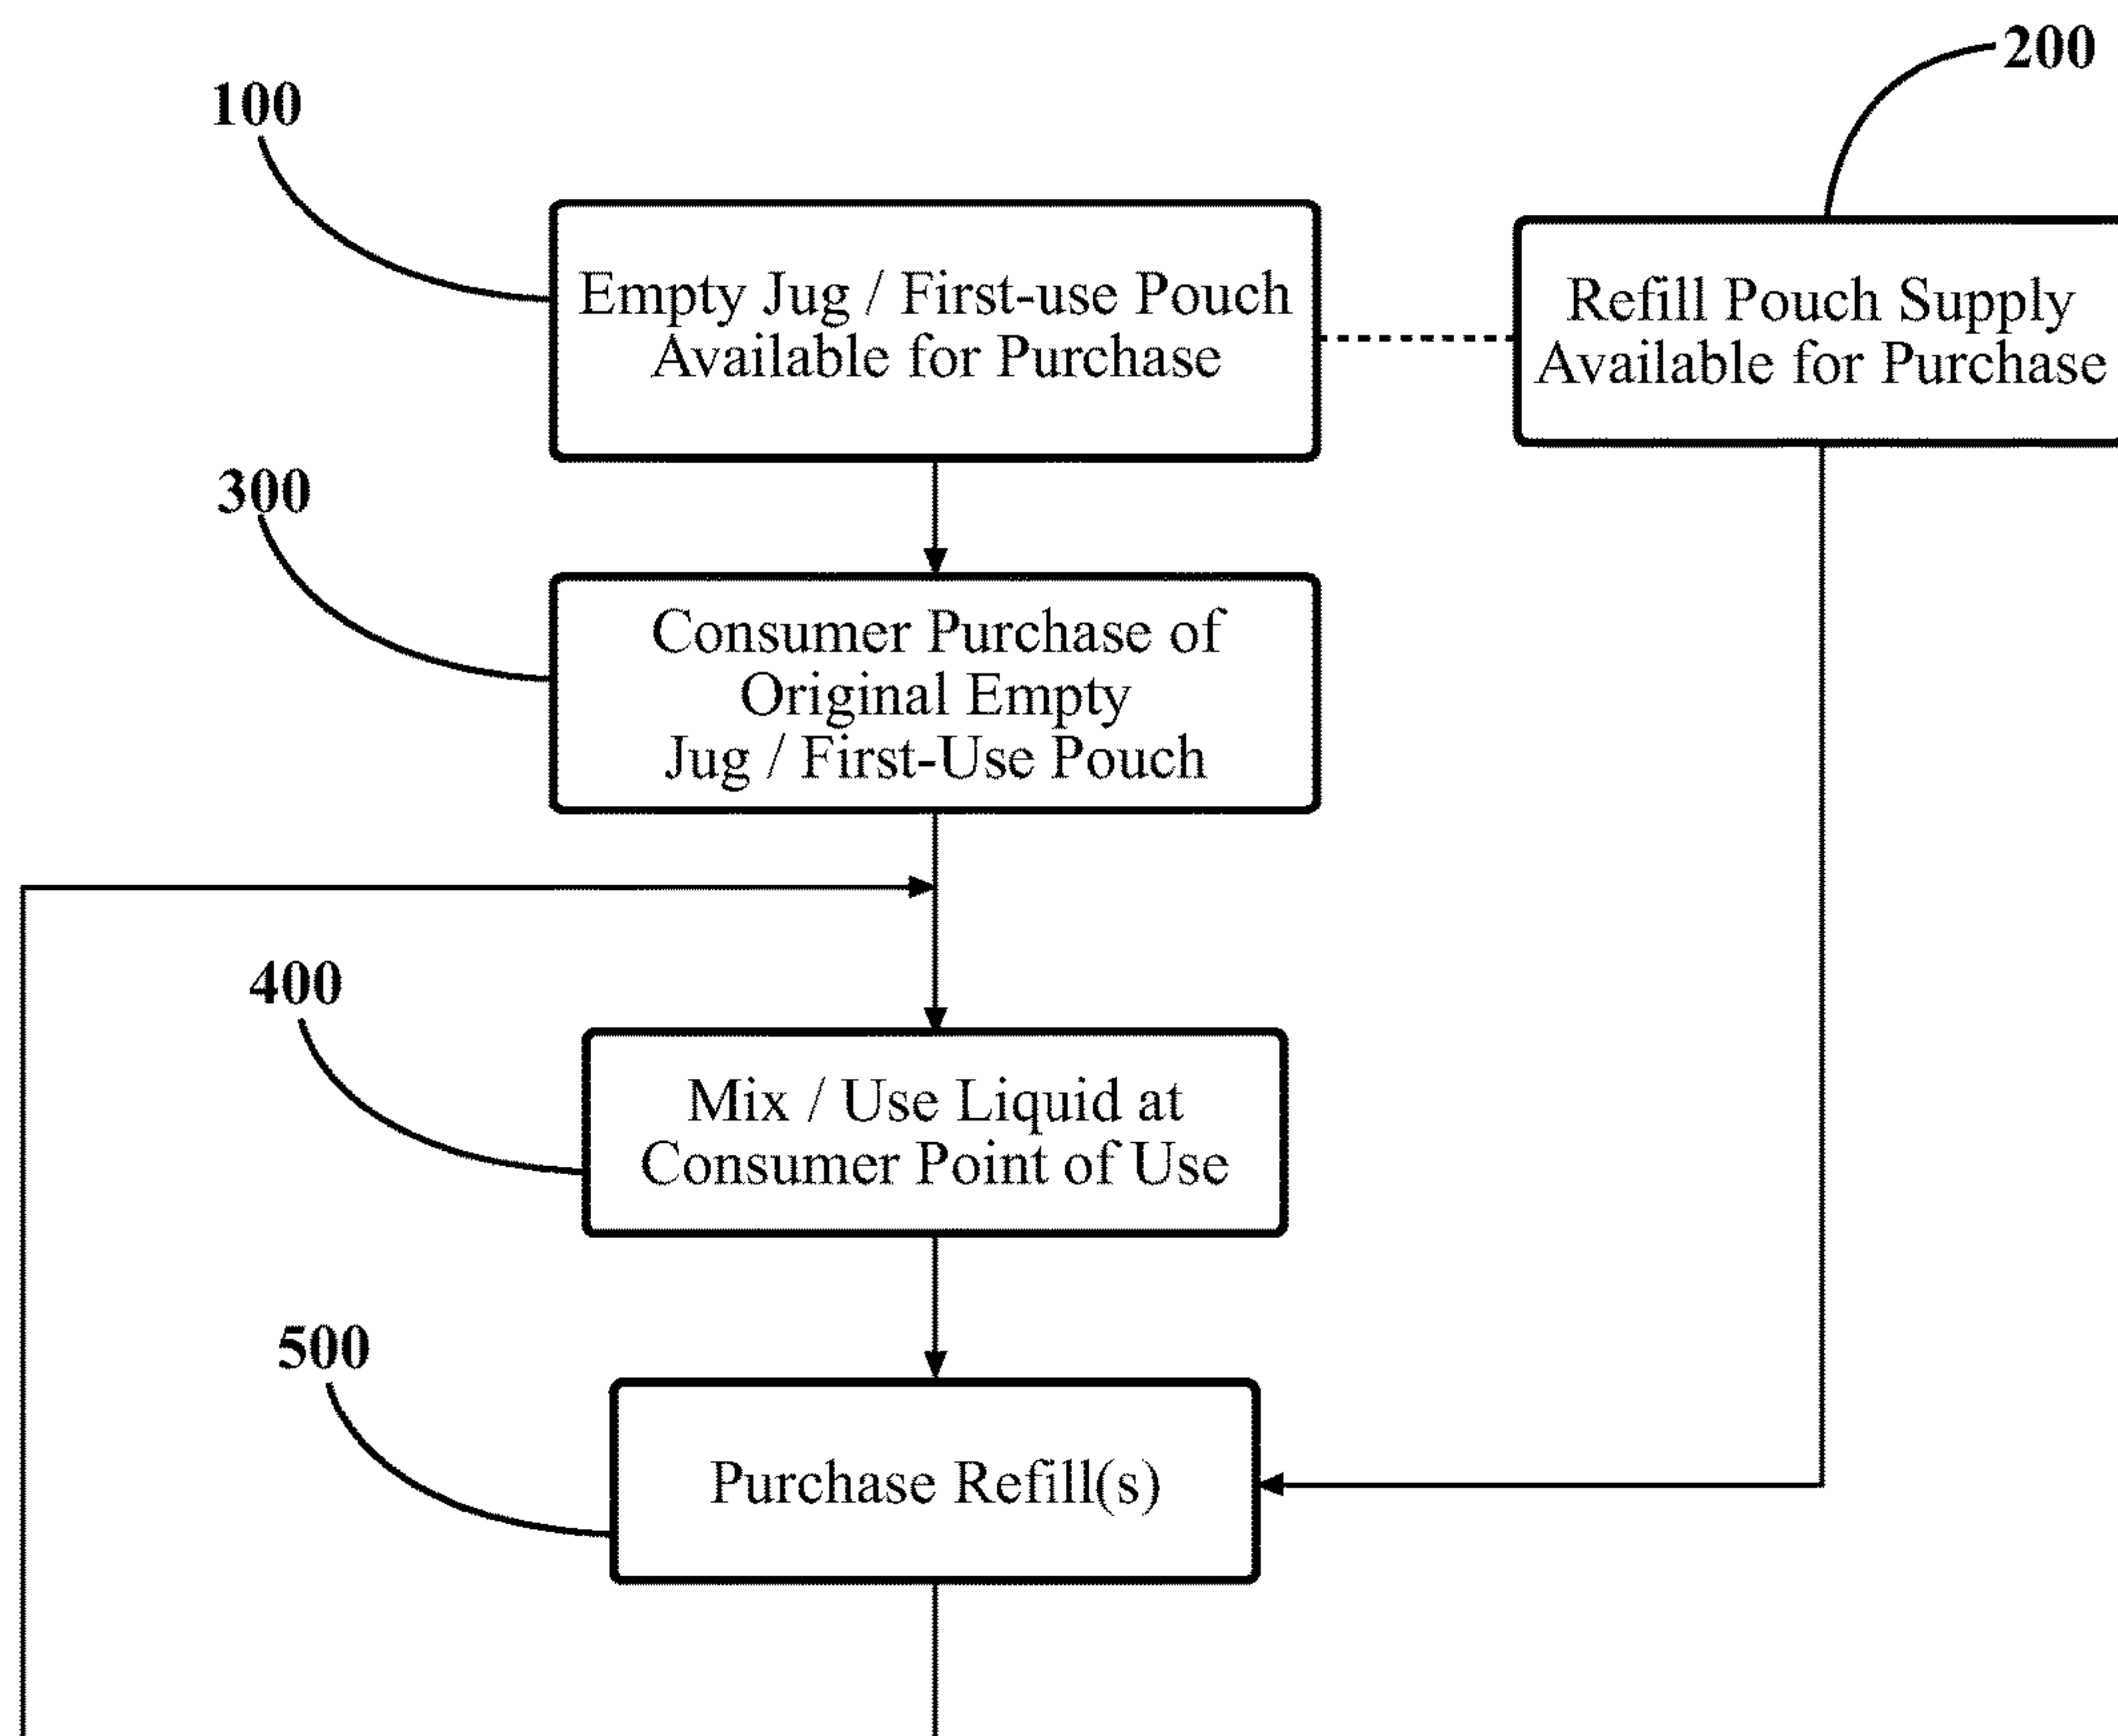 200
100
Empty Jug / First-use Pouch
Available for Purchase
Refill Pouch Supply
Available for Purchase
300
Consumer Purchase of
Original Empty
Jug / First-Use Pouch
400
Mix / Use Liquid at
Consumer Point of Use
500
Purchase Refill(s)